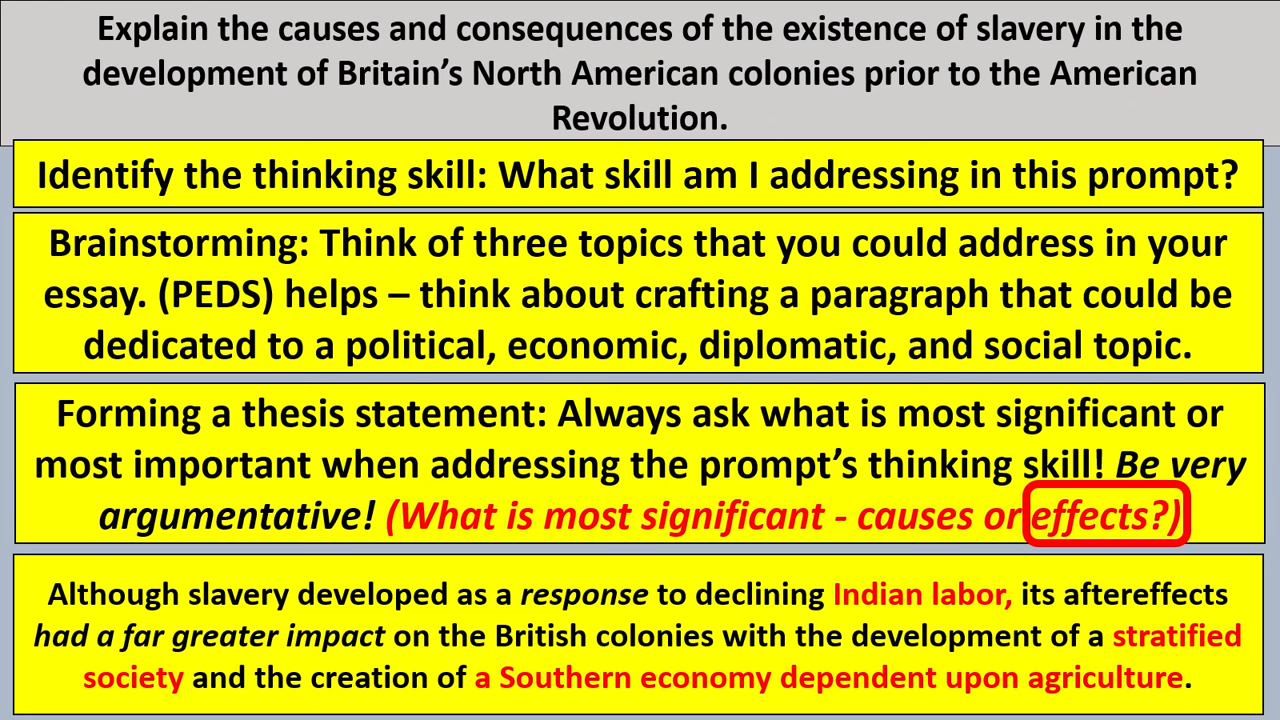 Explain the causes and consequences of the existence of slavery in the
development of Britain’s North American colonies prior to the American
Revolution.
Identify the thinking skill: What skill am I addressing in this prompt?
Brainstorming: Think of three topics that you could address in your
essay. (PEDS) helps – think about crafting a paragraph that could be
dedicated to a political, economic, diplomatic, and social topic.
Forming a thesis statement: Always ask what is most significant or
most important when addressing the prompt’s thinking skill! Be very
argumentative! (What is most significant - causes or effects?)
Although slavery developed as a response to declining Indian labor, its aftereffects
had a far greater impact on the British colonies with the development of a stratified
society and the creation of a Southern economy dependent upon agriculture.